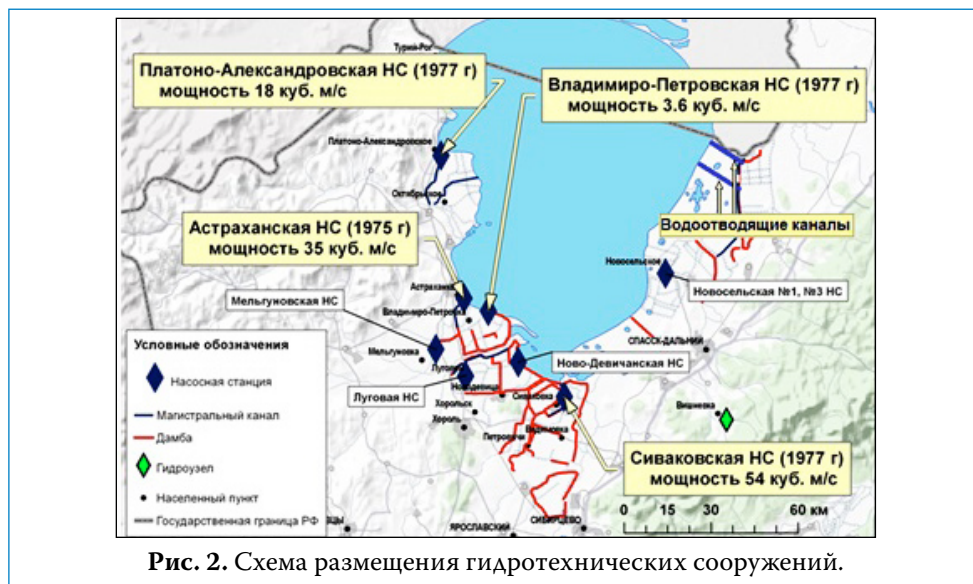 Турий-Рог
Платоно-Александровская НС (1977 г)
мощность 18 куб. м/с
Владимиро-Петровская НС (1977 г)
мощность 3.6 куб. м/с
Платоно-Александровское
Октябрьское
Астраханская НС (1975 г)
мощность 35 куб. м/с
Водоотводящие каналы
Новосельское
Новосельская №1, №3 НС
Астраханка
Мельгуновская НС
Владимиро-Петровка
СПАССК-ДАЛЬНИЙ
Мельгуновка
Ново-Девичанская НС
Луговая НС
Новодевица
Сиваковка
Хорольск
Хороль
Вишневка
Петровичи
Условные обозначения
Насосная станция
Магистральный канал
Дамба
Гидроузел
Населенный пункт
Государственная граница РФ
Сиваковская НС (1977 г)
мощность 54 куб. м/с
0 15 30 60 км
ЯРОСЛАВСКИЙ
СИБИРЦЕВО
Рис. 2. Схема размещения гидротехнических сооружений.